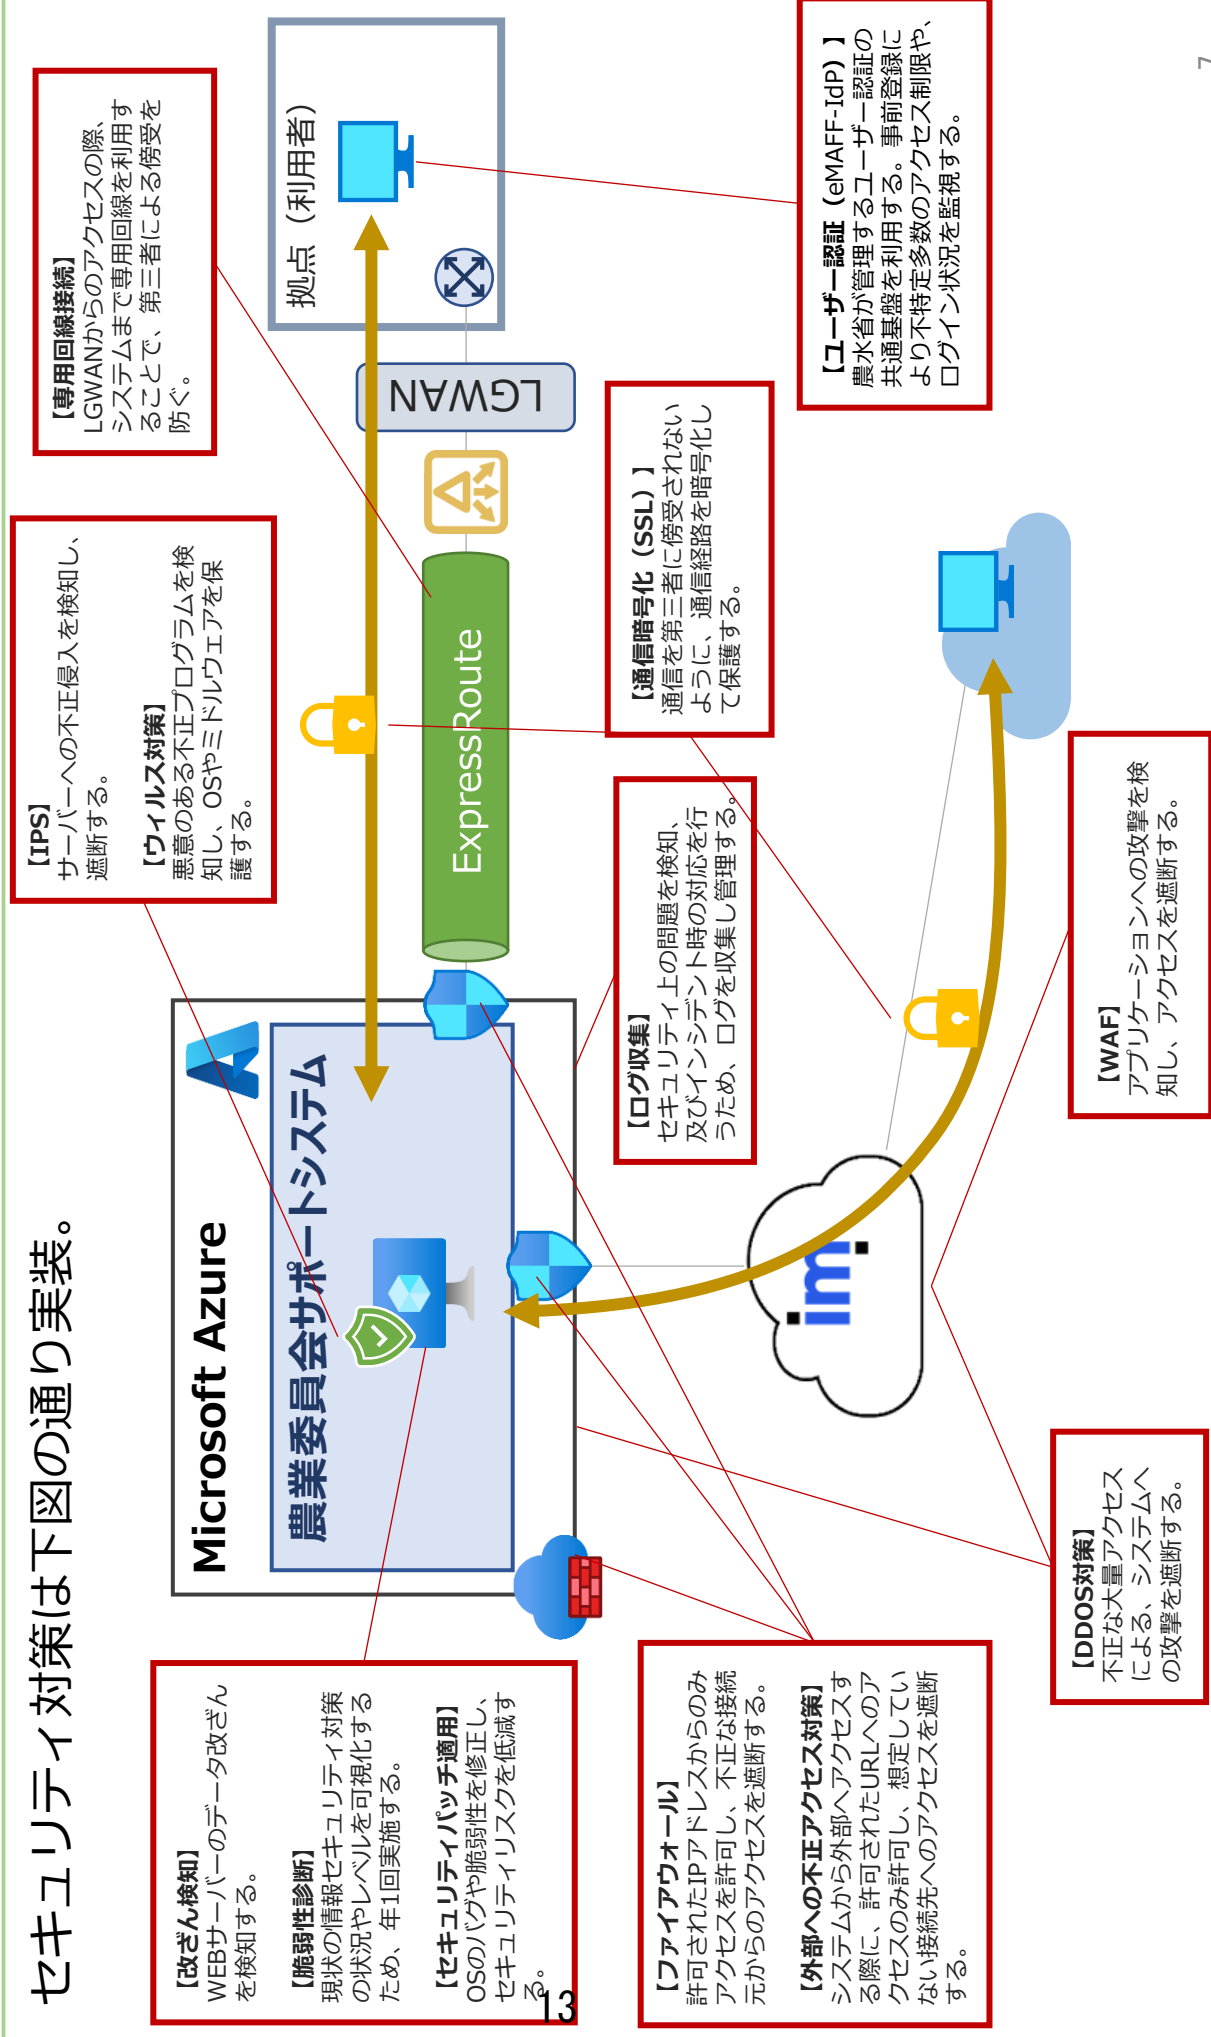 セキュリティ対策は下図の通り実装。
【改ざん検知】
WEBサーバーのデータ改ざん
を検知する。
【脆弱性診断】
現状の情報セキュリティ対策
の状況やレベルを可視化する
ため、年1回実施する。
【セキュリティパッチ適用】
OSのバグや脆弱性を修正し、
セキュリティリスクを低減す
る。
Microsoft Azure
農業委員会サポートシステム
【IPS】
サーバーへの不正侵入を検知し、
遮断する。
【ウィルス対策】
悪意のある不正プログラムを検
知し、OSやミドルウェアを保
護する。
【専用回線接続】
LGWANからのアクセスの際、
システムまで専用回線を利用す
ることで、第三者による傍受を
防ぐ。
拠点（利用者）
LGWAN
ExpressRoute
【ファイアウォール】
許可されたIPアドレスからのみ
アクセスを許可し、不正な接続
元からのアクセスを遮断する。
【外部への不正アクセス対策】
システムから外部へアクセスす
る際に、許可されたURLへのア
クセスのみ許可し、想定してい
ない接続先へのアクセスを遮断
する。
【ログ収集】
セキュリティ上の問題を検知、
及びインシデント時の対応を行
うため、ログを収集し管理する。
【通信暗号化（SSL）】
通信を第三者に傍受されない
ように、通信経路を暗号化し
て保護する。
【ユーザー認証（eMAFF-IdP）】
農水省が管理するユーザー認証の
共通基盤を利用する。事前登録に
より不特定多数のアクセス制限や、
ログイン状況を監視する。
im
【DDOS対策】
不正な大量アクセス
による、システムへ
の攻撃を遮断する。
【WAF】
アプリケーションへの攻撃を検
知し、アクセスを遮断する。
7
13